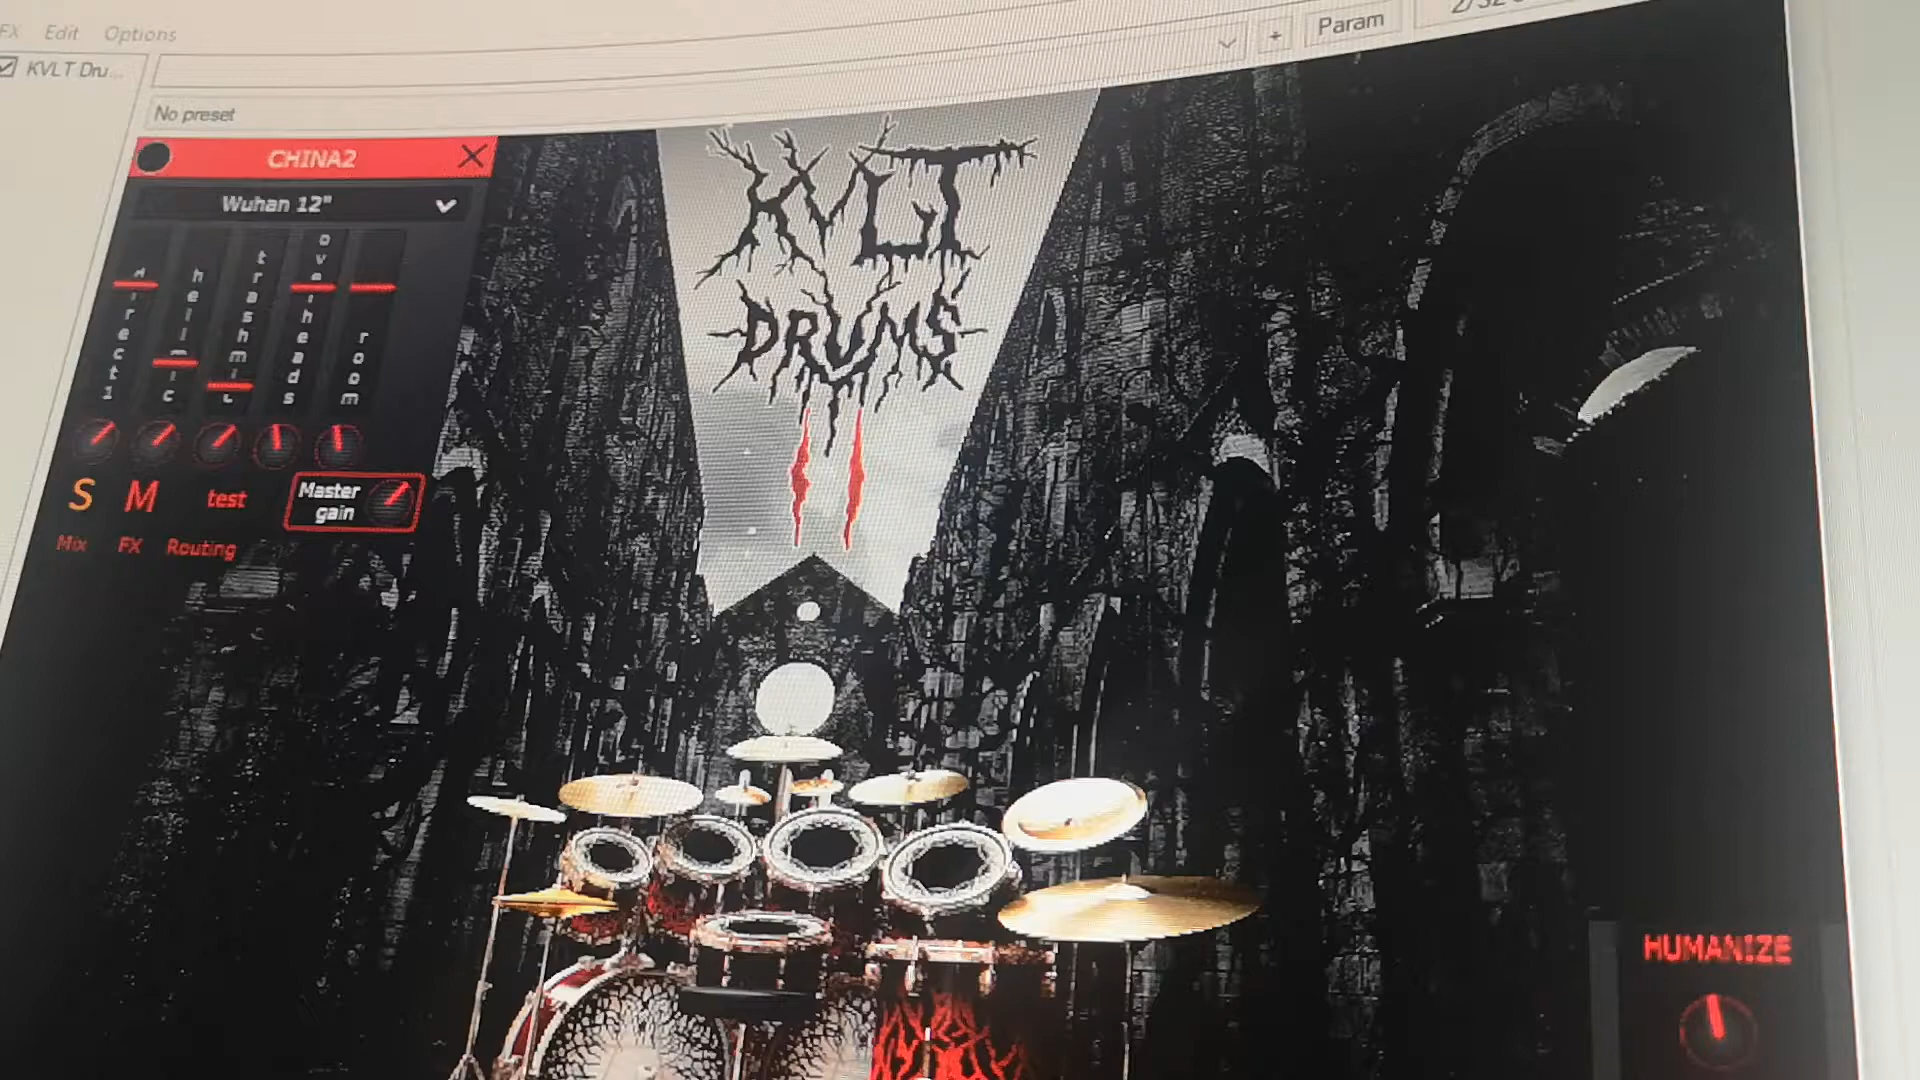 FX Edit Options
KVLT Dru...
+
Param
No preset
CHINA2
Wuhan 12"
direct1
hellmic
trashmic
overheads
room
S M test
Master gain
Mix FX Routing
KVLT
DRUMS
II
HUMANIZE